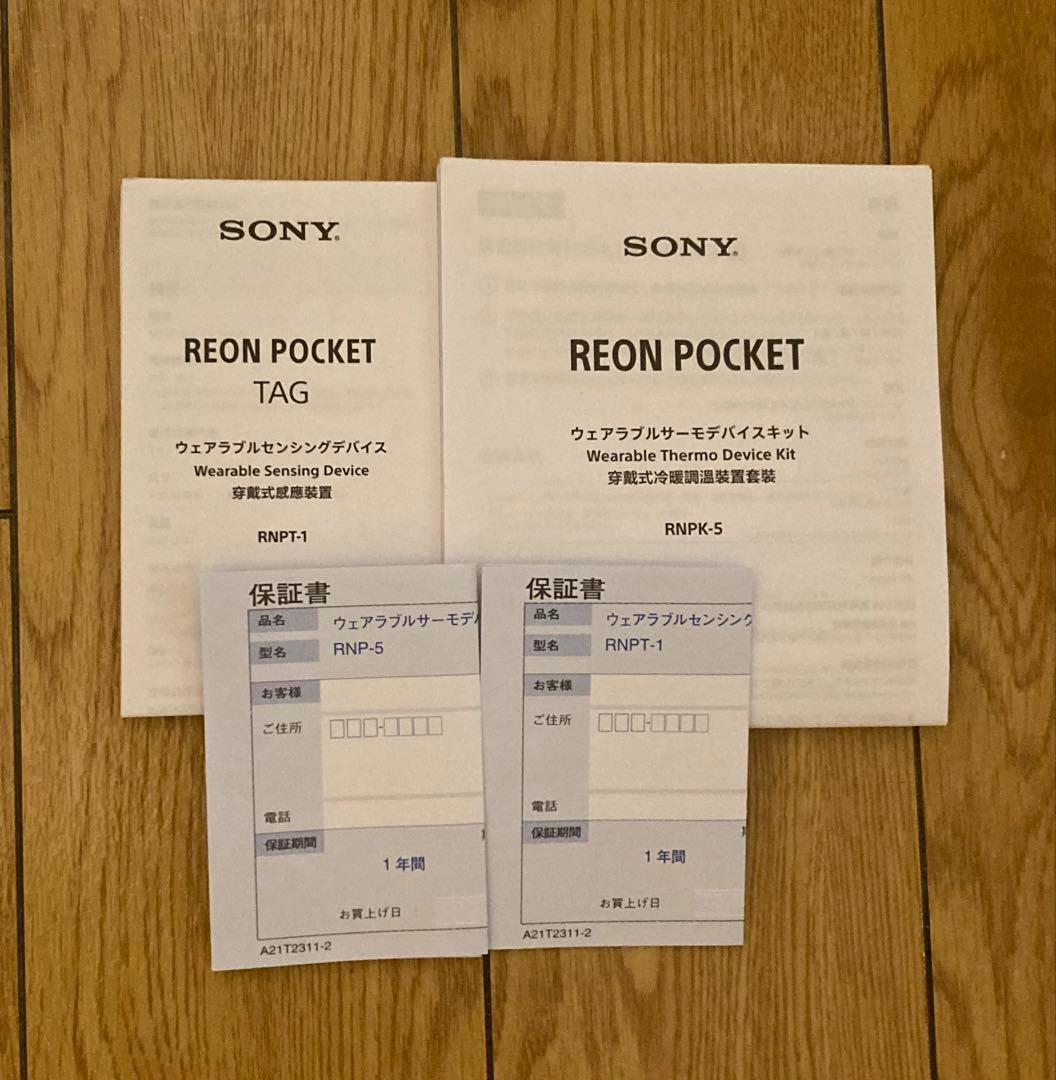 SONY®
REON POCKET
TAG
ウェアラブルセンシングデバイス
Wearable Sensing Device
穿戴式感應裝置
RNPT-1
SONY®
REON POCKET
ウェアラブルサーモデバイスキット
Wearable Thermo Device Kit
穿戴式冷暖調溫裝置套裝
RNPK-5
保証書
品名 ウェアラブルサーモデ
型名 RNP-5
お客様
ご住所 □□□-□□□□
電話
保証期間
1 年間
お買上げ日
A21T2311-2
保証書
品名 ウェアラブルセンシング
型名 RNPT-1
お客様
ご住所 □□□-□□□□
電話
保証期間
1 年間
お買上げ日
A21T2311-2